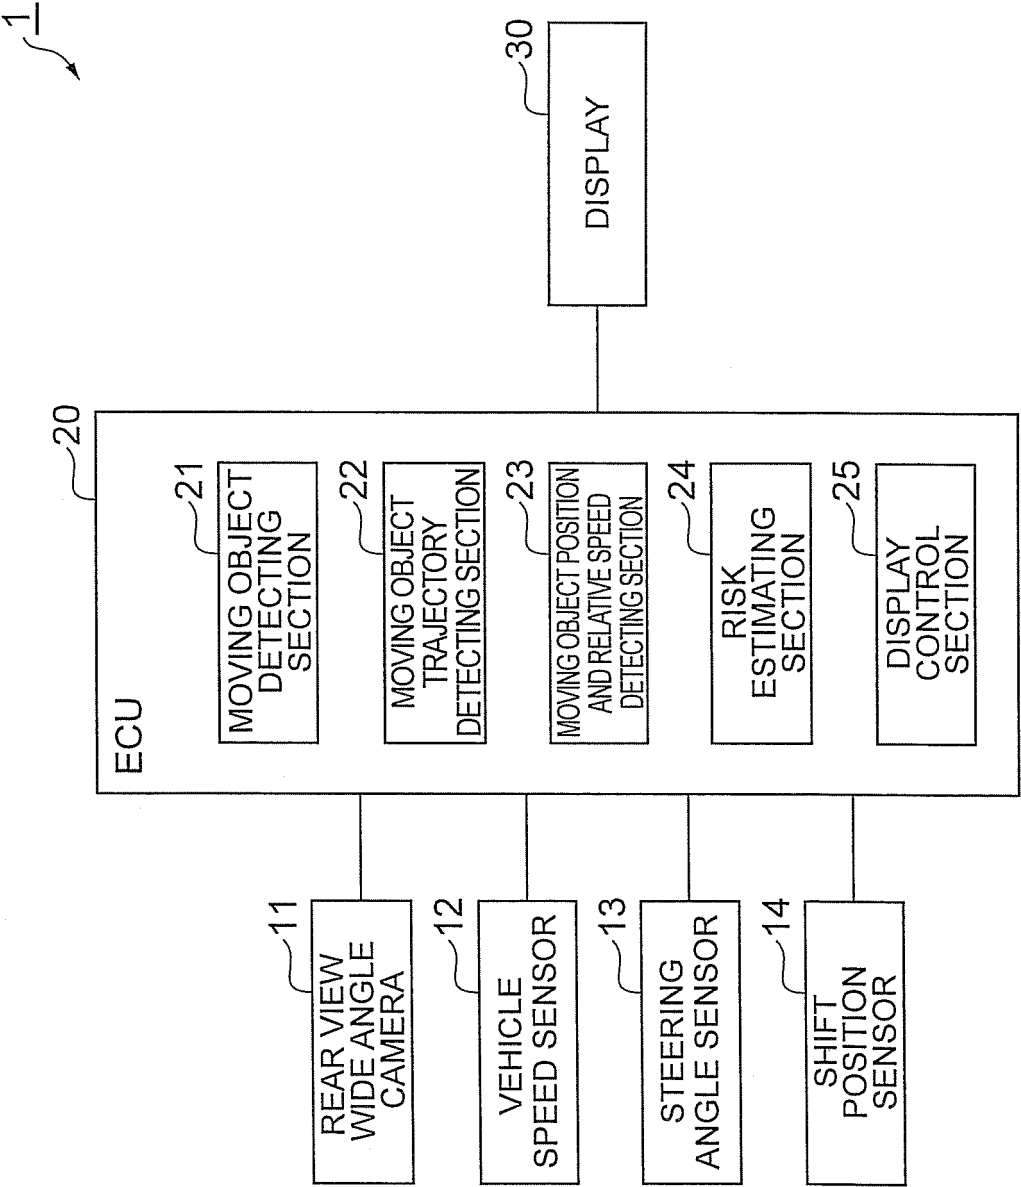 1
11
REAR VIEW
WIDE ANGLE
CAMERA
12
VEHICLE
SPEED SENSOR
13
STEERING
ANGLE SENSOR
14
SHIFT
POSITION
SENSOR
20
ECU
21
MOVING OBJECT
DETECTING
SECTION
22
MOVING OBJECT
TRAJECTORY
DETECTING SECTION
23
MOVING OBJECT POSITION
AND RELATIVE SPEED
DETECTING SECTION
24
RISK
ESTIMATING
SECTION
25
DISPLAY
CONTROL
SECTION
30
DISPLAY